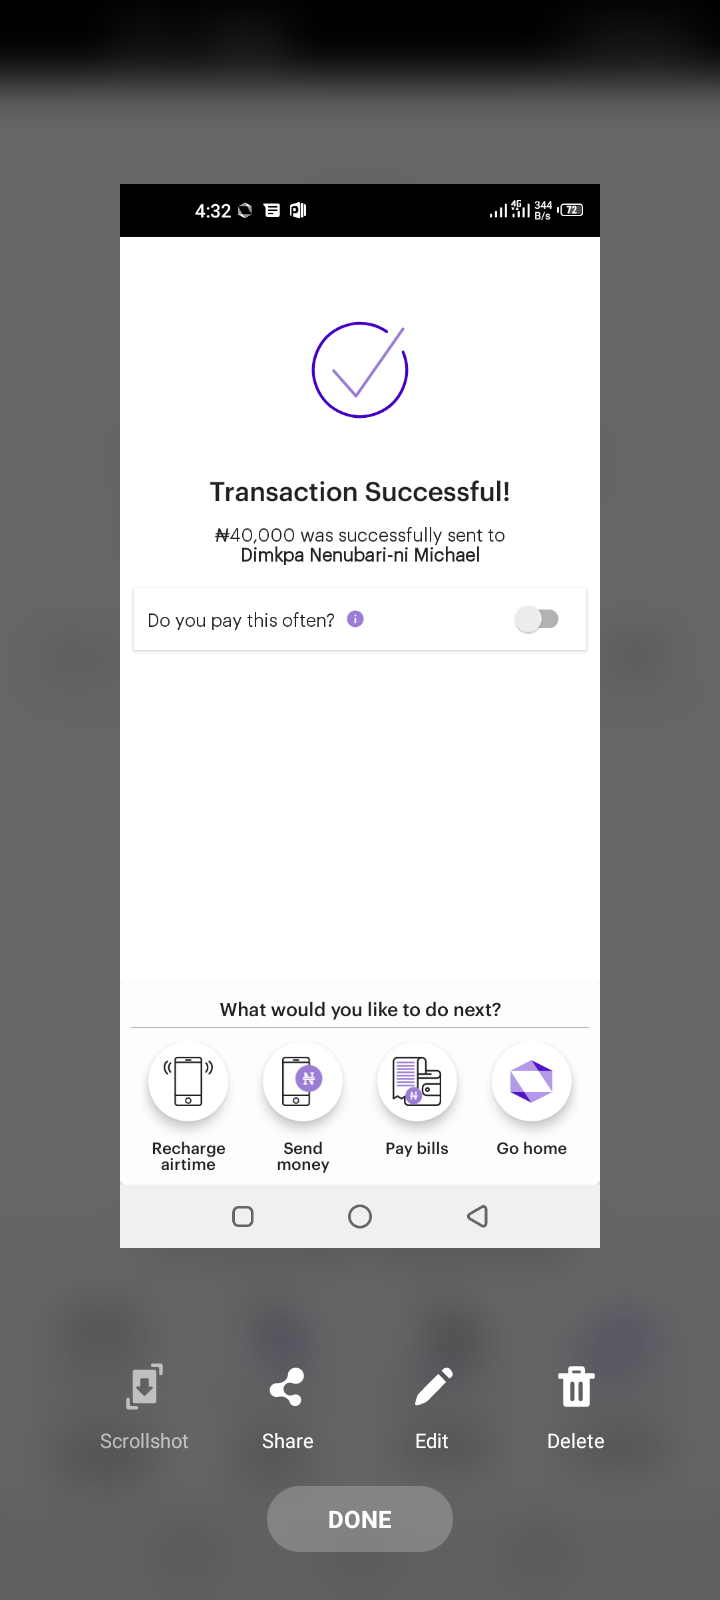 4:32
4G
344
B/s
72
Transaction Successful!
₦40,000 was successfully sent to
Dimkpa Nenubari-ni Michael
Do you pay this often?
What would you like to do next?
Recharge
airtime
Send
money
Pay bills
Go home
Scrollshot
Share
Edit
Delete
DONE